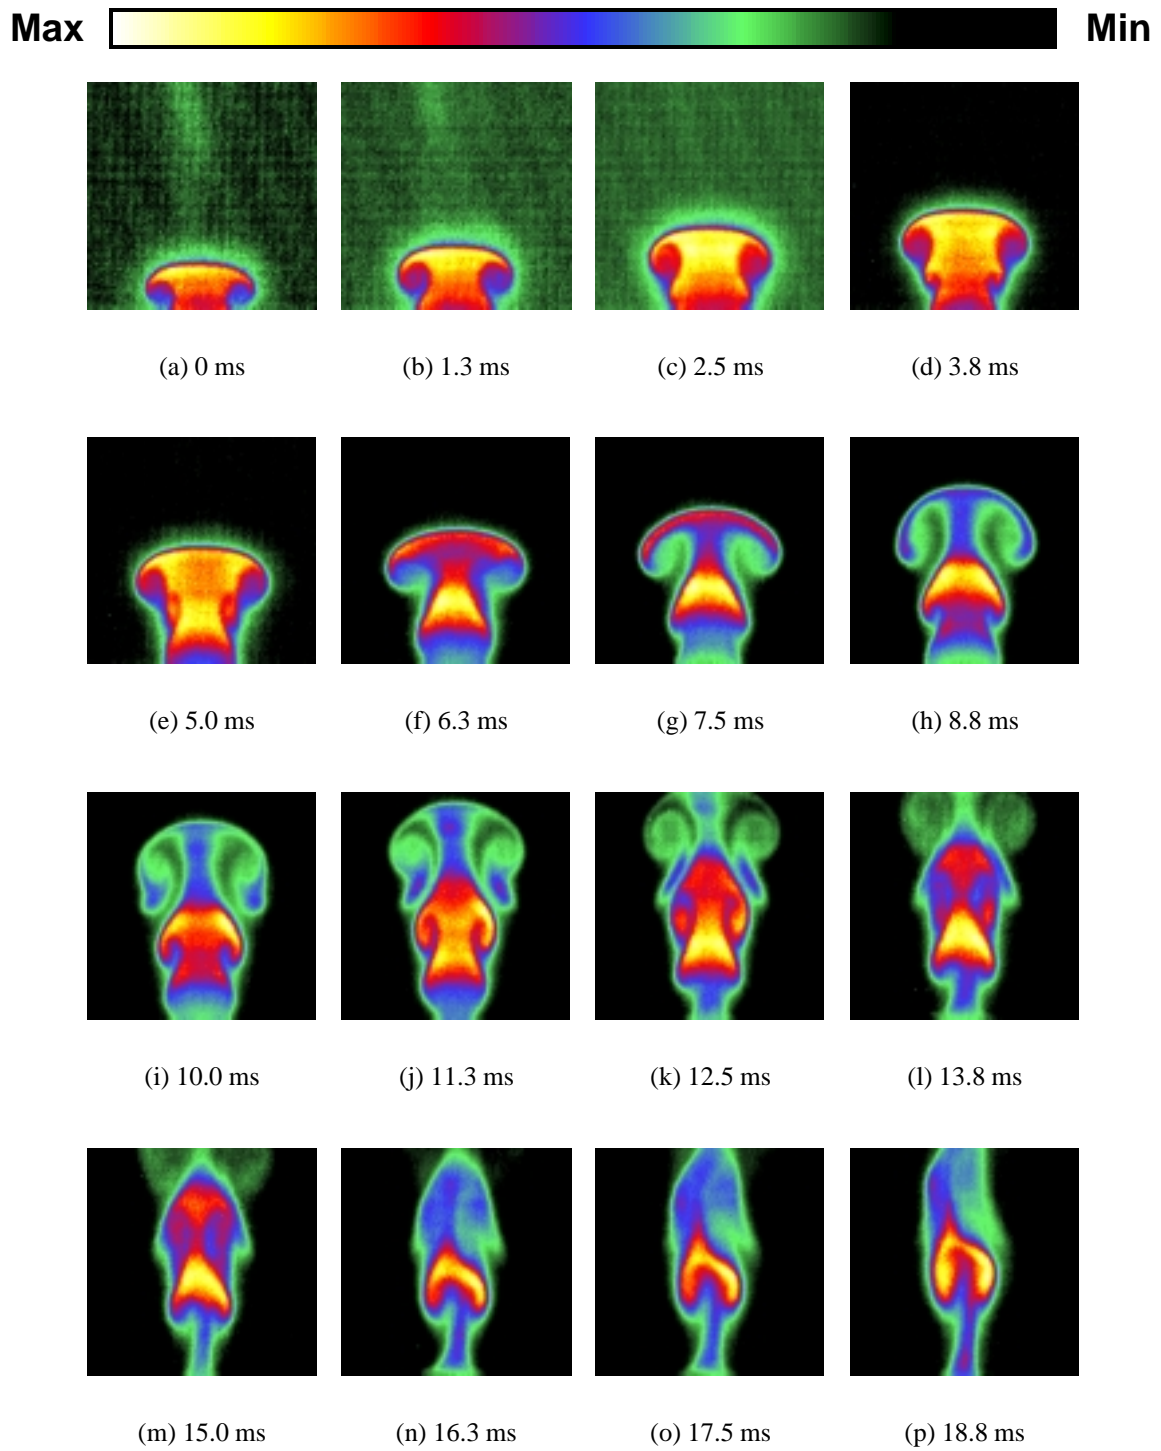 Max Min
(a) 0 ms (b) 1.3 ms (c) 2.5 ms (d) 3.8 ms
(e) 5.0 ms (f) 6.3 ms (g) 7.5 ms (h) 8.8 ms
(i) 10.0 ms (j) 11.3 ms (k) 12.5 ms (l) 13.8 ms
(m) 15.0 ms (n) 16.3 ms (o) 17.5 ms (p) 18.8 ms